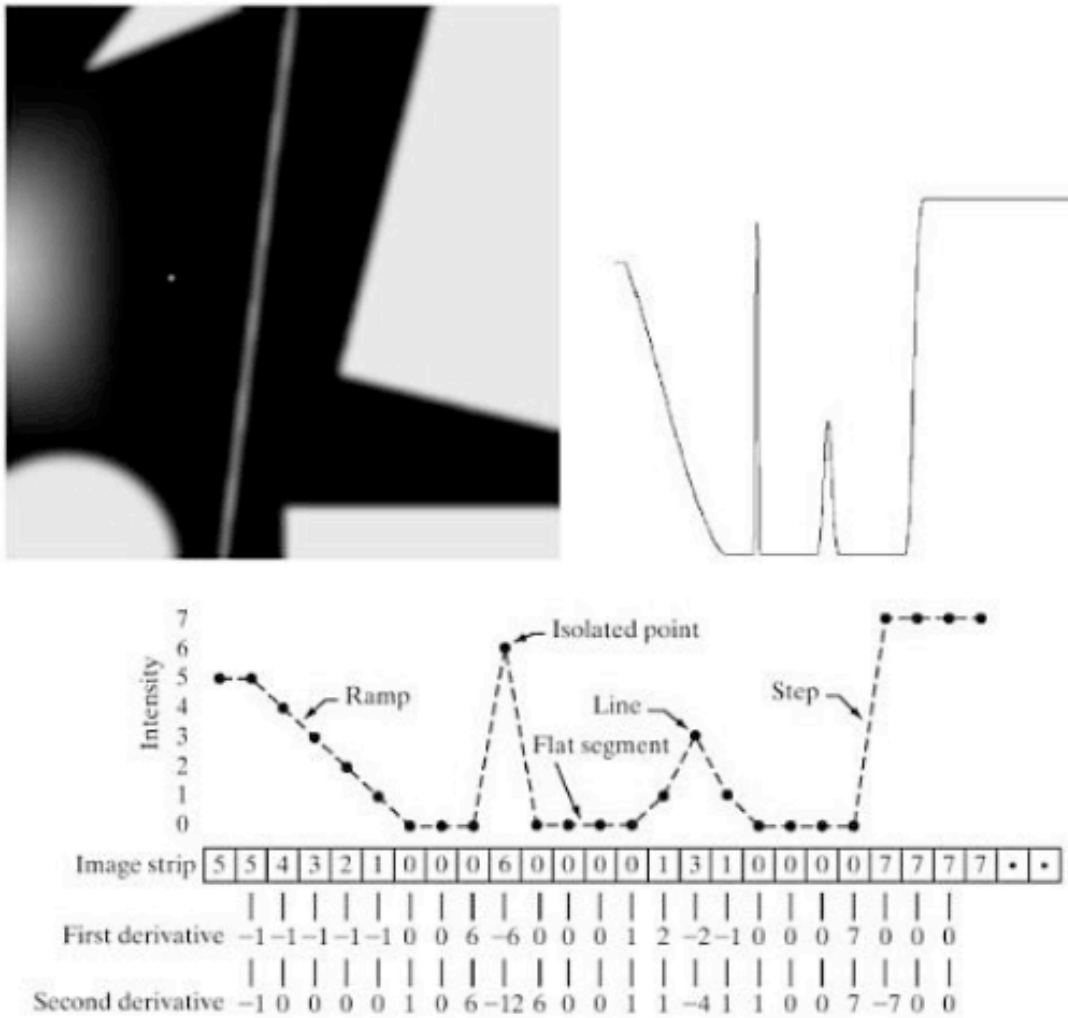 7
6
5
4
3
2
1
0
Intensity
Ramp
Isolated point
Flat segment
Line
Step
Image strip 5 5 4 3 2 1 0 0 0 6 0 0 0 0 1 3 1 0 0 0 0 7 7 7 7 • •
First derivative −1 −1 −1 −1 −1 0 0 6 −6 0 0 0 1 2 −2 −1 0 0 0 7 0 0 0
Second derivative −1 0 0 0 0 1 0 6 −12 6 0 0 1 1 −4 1 1 0 0 7 −7 0 0